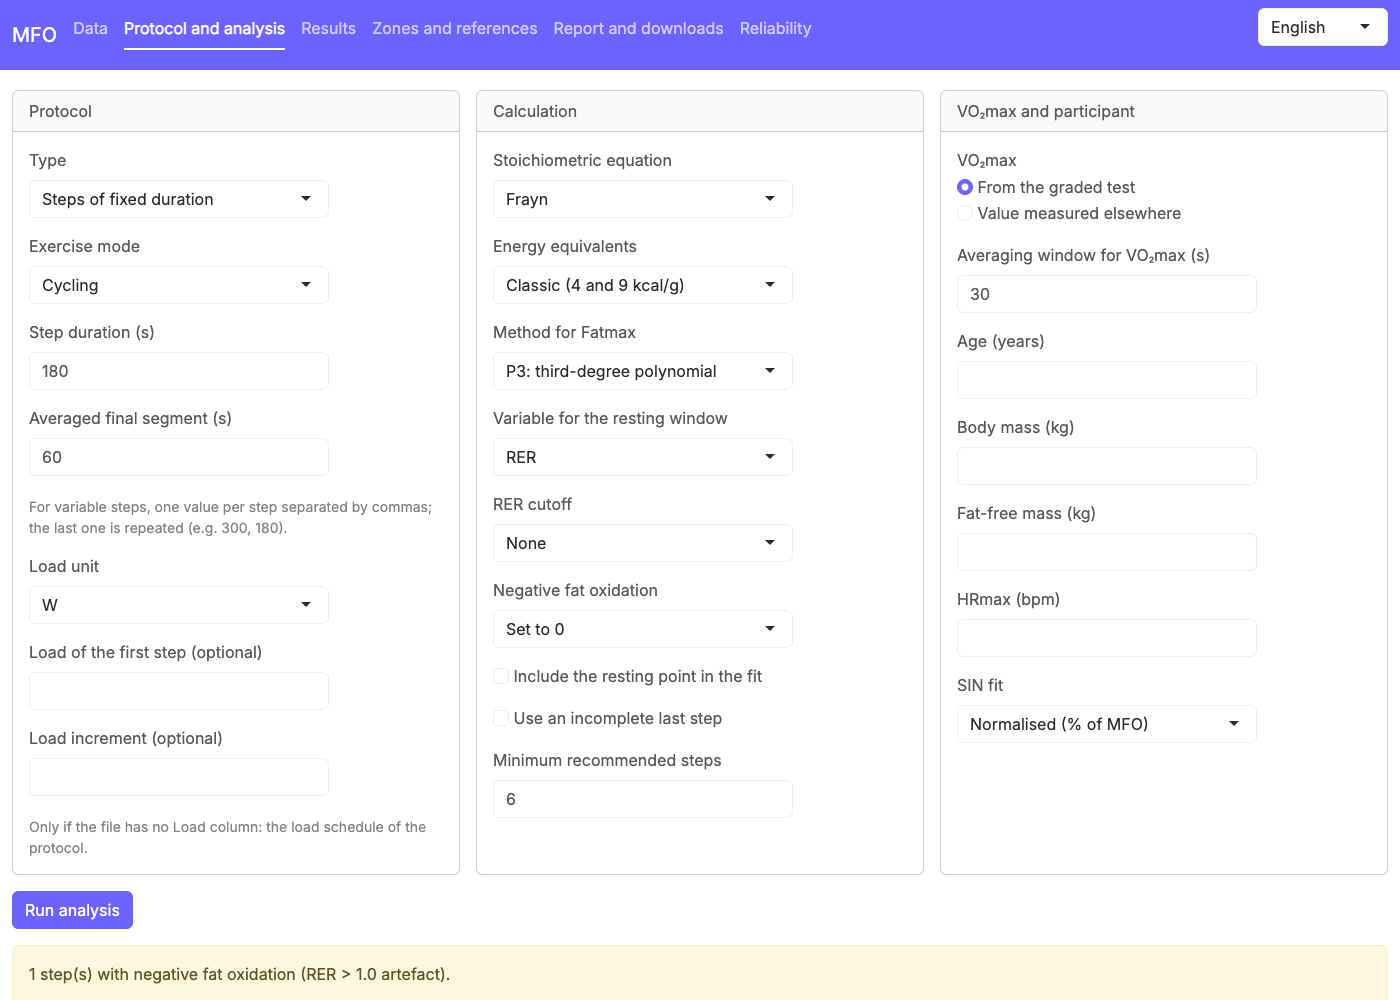 MFO
Data
Protocol and analysis
Results
Zones and references
Report and downloads
Reliability
English
Protocol
Type
Steps of fixed duration
Exercise mode
Cycling
Step duration (s)
180
Averaged final segment (s)
60
For variable steps, one value per step separated by commas;
the last one is repeated (e.g. 300, 180).
Load unit
W
Load of the first step (optional)
Load increment (optional)
Only if the file has no Load column: the load schedule of the
protocol.
Calculation
Stoichiometric equation
Frayn
Energy equivalents
Classic (4 and 9 kcal/g)
Method for Fatmax
P3: third-degree polynomial
Variable for the resting window
RER
RER cutoff
None
Negative fat oxidation
Set to 0
Include the resting point in the fit
Use an incomplete last step
Minimum recommended steps
6
VO₂max and participant
VO₂max
From the graded test
Value measured elsewhere
Averaging window for VO₂max (s)
30
Age (years)
Body mass (kg)
Fat-free mass (kg)
HRmax (bpm)
SIN fit
Normalised (% of MFO)
Run analysis
1 step(s) with negative fat oxidation (RER > 1.0 artefact).